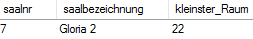 saalnr saalbezeichnung kleinster_Raum
7 Gloria 2 22